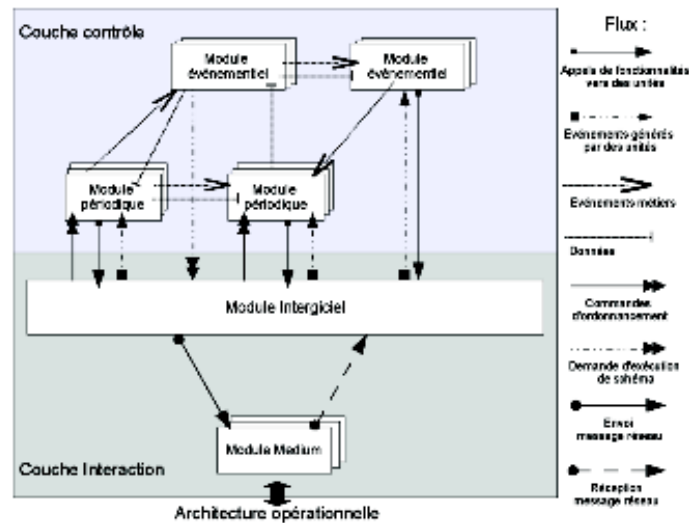 Couche contrôle
Module
événementiel
Module
événementiel
Module
périodique
Module
périodique
Module Intergiciel
Module Medium
Couche Interaction
Architecture opérationnelle
Flux :
Appels de fonctionnalités
vers des unités
Evénements générés
par des unités
Evénements métiers
Données
Commandes
d'ordonnancement
Demande d'exécution
de schéma
Envoi
message réseau
Réception
message réseau